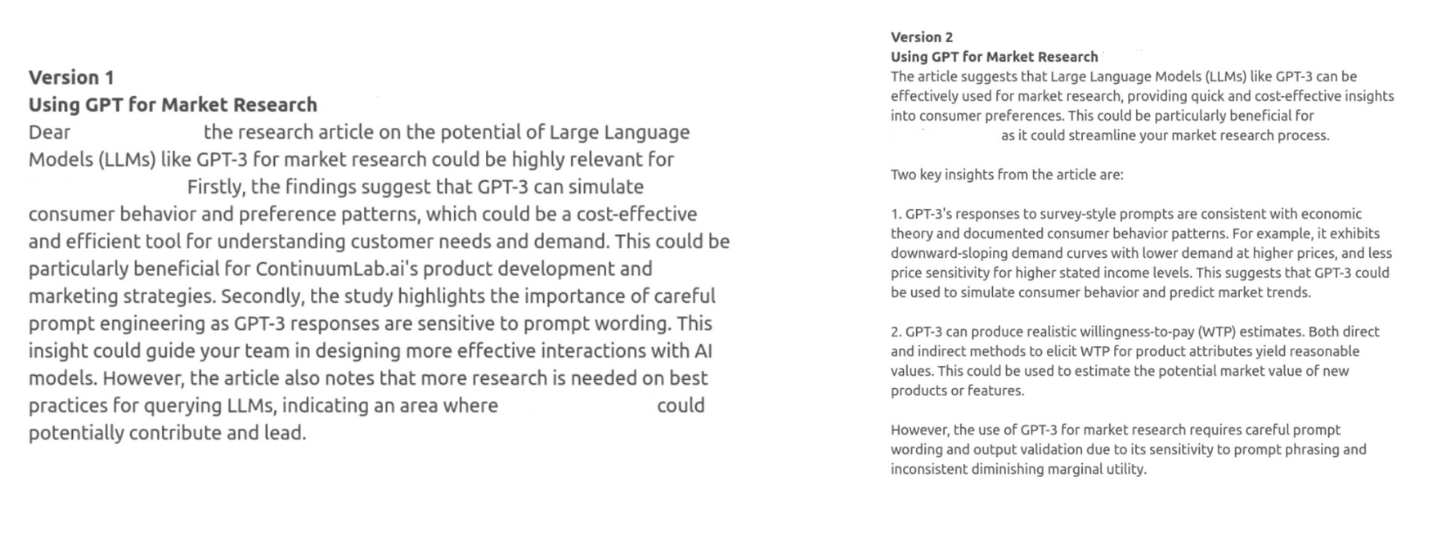 Version 1
Using GPT for Market Research
Dear the research article on the potential of Large Language
Models (LLMs) like GPT-3 for market research could be highly relevant for
Firstly, the findings suggest that GPT-3 can simulate
consumer behavior and preference patterns, which could be a cost-effective
and efficient tool for understanding customer needs and demand. This could be
particularly beneficial for ContinuumLab.ai's product development and
marketing strategies. Secondly, the study highlights the importance of careful
prompt engineering as GPT-3 responses are sensitive to prompt wording. This
insight could guide your team in designing more effective interactions with AI
models. However, the article also notes that more research is needed on best
practices for querying LLMs, indicating an area where could
potentially contribute and lead.
Version 2
Using GPT for Market Research
The article suggests that Large Language Models (LLMs) like GPT-3 can be
effectively used for market research, providing quick and cost-effective insights
into consumer preferences. This could be particularly beneficial for
as it could streamline your market research process.
Two key insights from the article are:
1. GPT-3's responses to survey-style prompts are consistent with economic
theory and documented consumer behavior patterns. For example, it exhibits
downward-sloping demand curves with lower demand at higher prices, and less
price sensitivity for higher stated income levels. This suggests that GPT-3 could
be used to simulate consumer behavior and predict market trends.
2. GPT-3 can produce realistic willingness-to-pay (WTP) estimates. Both direct
and indirect methods to elicit WTP for product attributes yield reasonable
values. This could be used to estimate the potential market value of new
products or features.
However, the use of GPT-3 for market research requires careful prompt
wording and output validation due to its sensitivity to prompt phrasing and
inconsistent diminishing marginal utility.